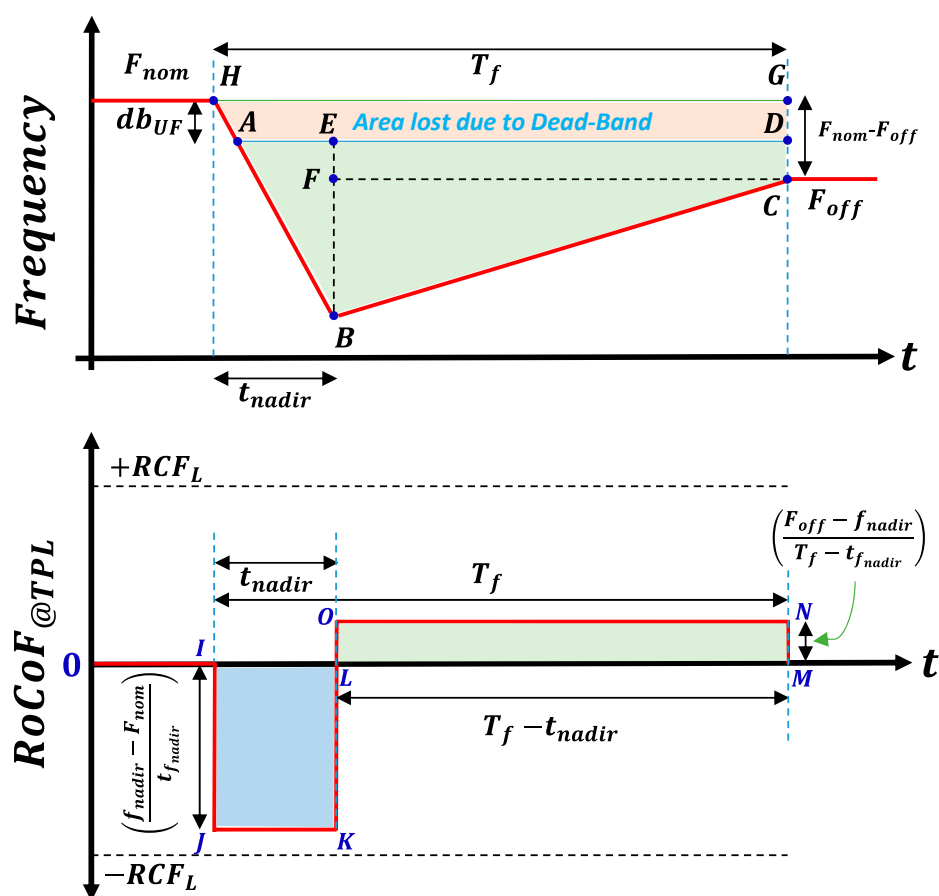 Frequency
F_nom
H
T_f
G
db_UF
A
E
Area lost due to Dead-Band
D
F_nom-F_off
F
C
F_off
B
t
t_nadir
RoCoF_@TPL
+RCF_L
(F_off − f_nadir / T_f − t_f_nadir)
t_nadir
T_f
O
N
I
0
L
M
t
(f_nadir − F_nom / t_f_nadir)
T_f − t_nadir
J
K
−RCF_L